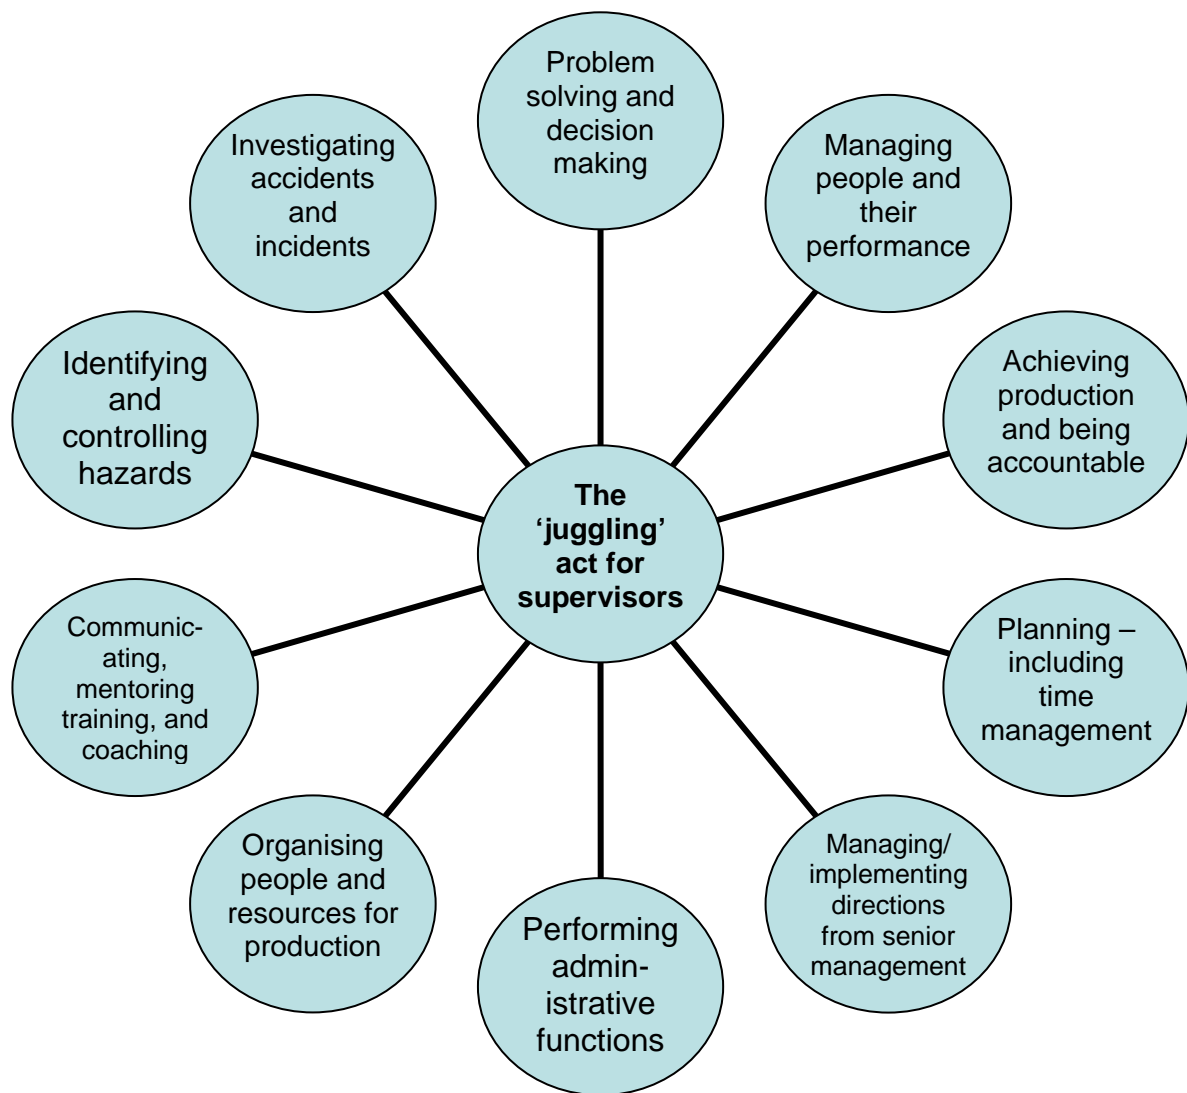 Problem
solving and
decision
making
Managing
people and
their
performance
Achieving
production
and being
accountable
Planning –
including
time
management
Managing/
implementing
directions
from senior
management
Performing
admin-
istrative
functions
Organising
people and
resources for
production
Communic-
ating,
mentoring
training, and
coaching
Identifying
and
controlling
hazards
Investigating
accidents
and
incidents
The
‘juggling’
act for
supervisors